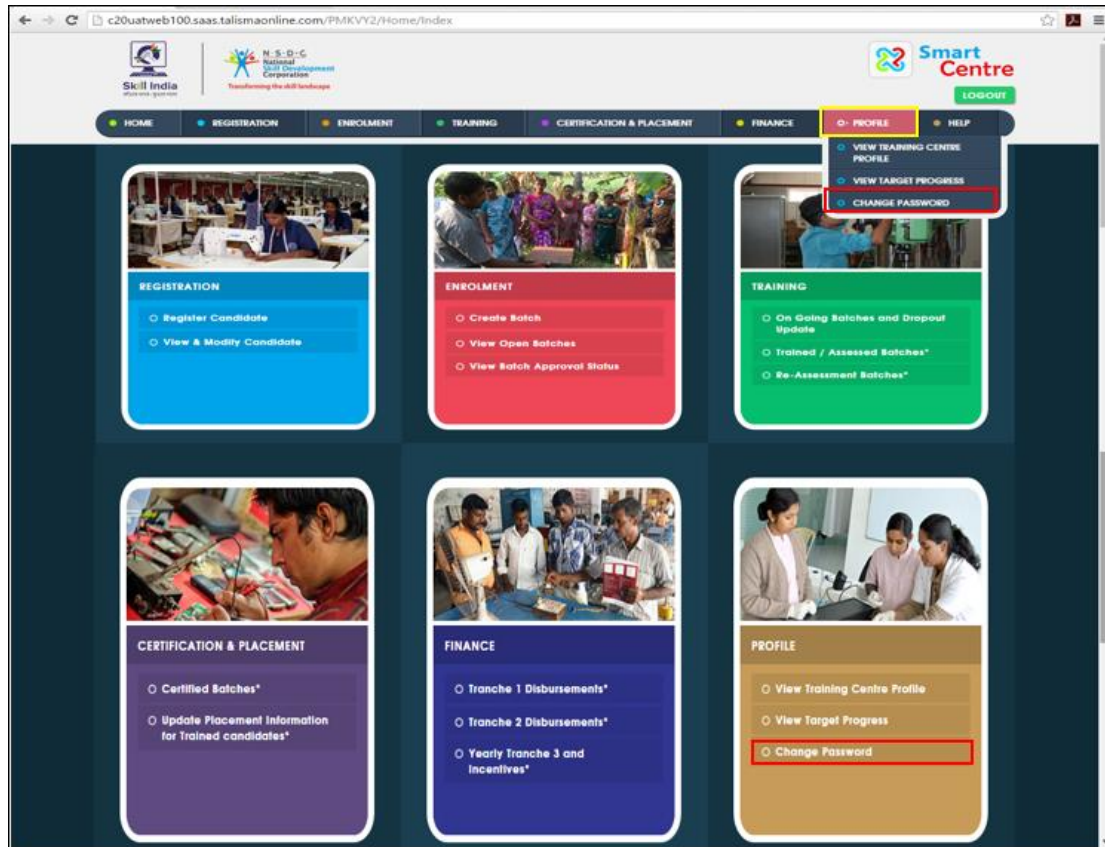 c20uatweb100.saas.talismaonline.com/PMKVY2/Home/Index
Skill India
N·S·D·C
National
Skill Development
Corporation
Transforming the skill landscape
Smart
Centre
LOGOUT
HOME
REGISTRATION
ENROLMENT
TRAINING
CERTIFICATION & PLACEMENT
FINANCE
PROFILE
HELP
VIEW TRAINING CENTRE
PROFILE
VIEW TARGET PROGRESS
CHANGE PASSWORD
REGISTRATION
Register Candidate
View & Modify Candidate
ENROLMENT
Create Batch
View Open Batches
View Batch Approval Status
TRAINING
On Going Batches and Dropout
Update
Trained / Assessed Batches*
Re-Assessment Batches*
CERTIFICATION & PLACEMENT
Certified Batches*
Update Placement Information
for Trained candidates*
FINANCE
Tranche 1 Disbursements*
Tranche 2 Disbursements*
Yearly Tranche 3 and
Incentives*
PROFILE
View Training Centre Profile
View Target Progress
Change Password